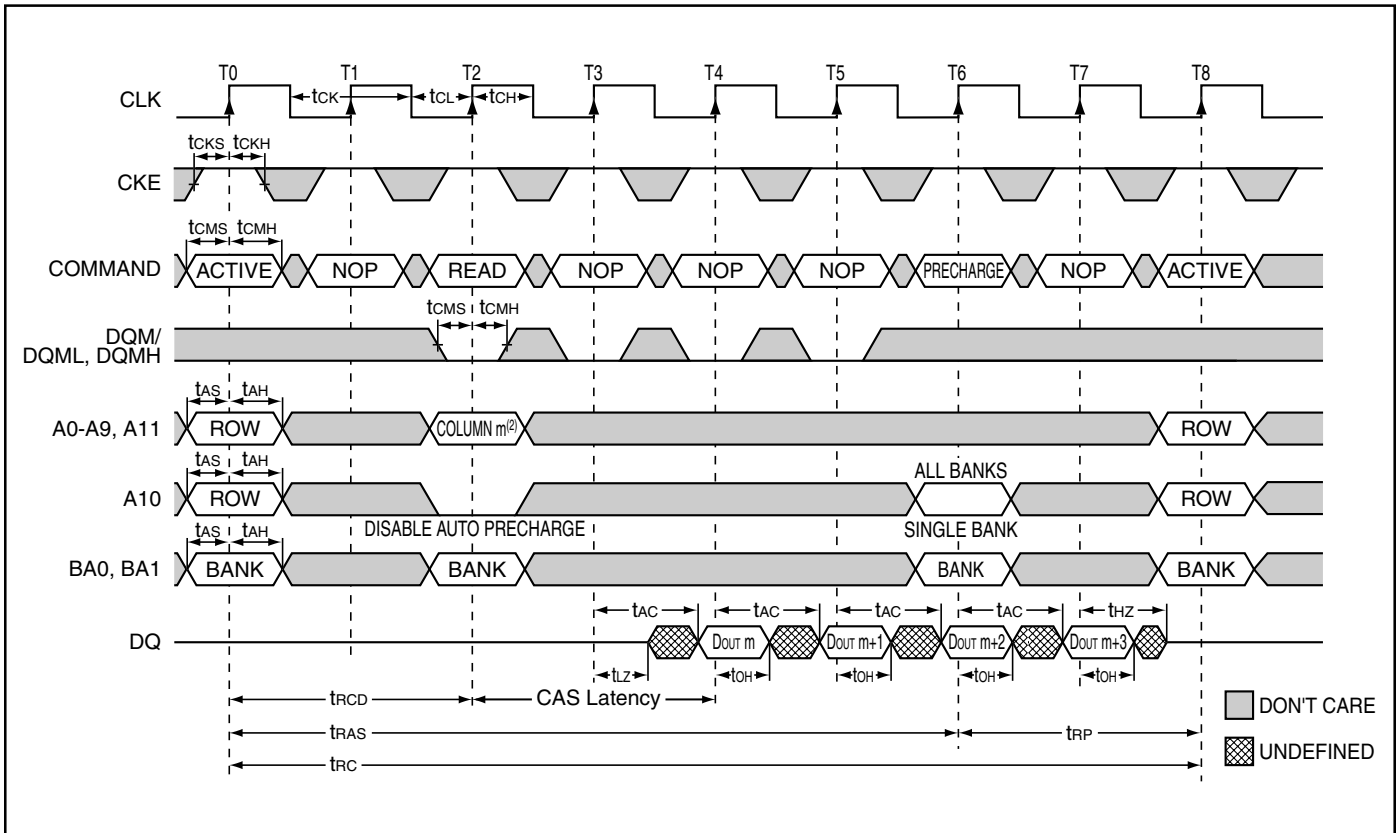 T0 T1 T2 T3 T4 T5 T6 T7 T8
CLK tCK tCL tCH
tCKS tCKH
CKE
tCMS tCMH
COMMAND ACTIVE NOP READ NOP NOP NOP PRECHARGE NOP ACTIVE
tCMS tCMH
DQM/
DQML, DQMH
tAS tAH
A0-A9, A11 ROW COLUMN m(2) ROW
tAS tAH ALL BANKS
A10 ROW ROW
DISABLE AUTO PRECHARGE SINGLE BANK
tAS tAH
BA0, BA1 BANK BANK BANK BANK
tAC tAC tAC tAC tHZ
DQ DOUT m DOUT m+1 DOUT m+2 DOUT m+3
tLZ tOH tOH tOH tOH
tRCD CAS Latency
DON'T CARE
tRAS tRP
UNDEFINED
tRC